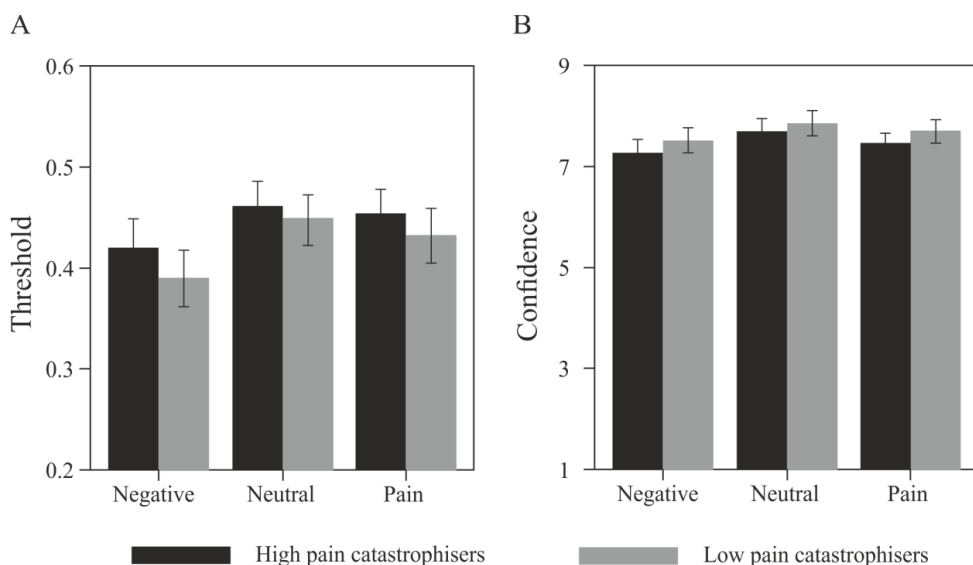 A
Threshold
0.6
0.5
0.4
0.3
0.2
Negative Neutral Pain
B
Confidence
9
7
5
3
1
Negative Neutral Pain
High pain catastrophisers Low pain catastrophisers